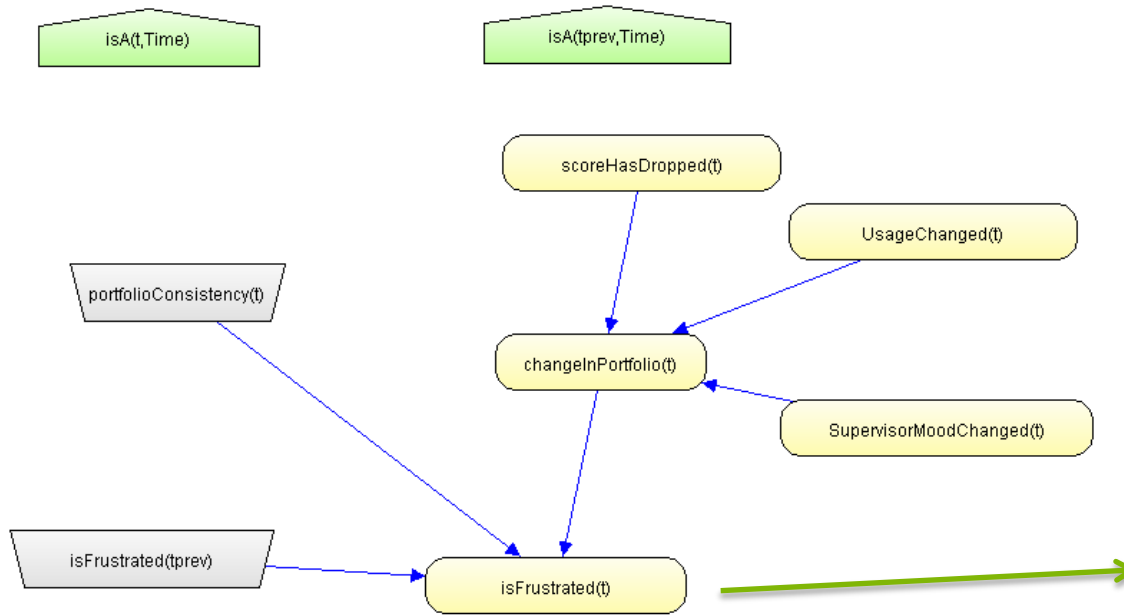 isA(t,Time)
isA(tprev,Time)
scoreHasDropped(t)
UsageChanged(t)
portfolioConsistency(t)
changeInPortfolio(t)
SupervisorMoodChanged(t)
isFrustrated(tprev)
isFrustrated(t)